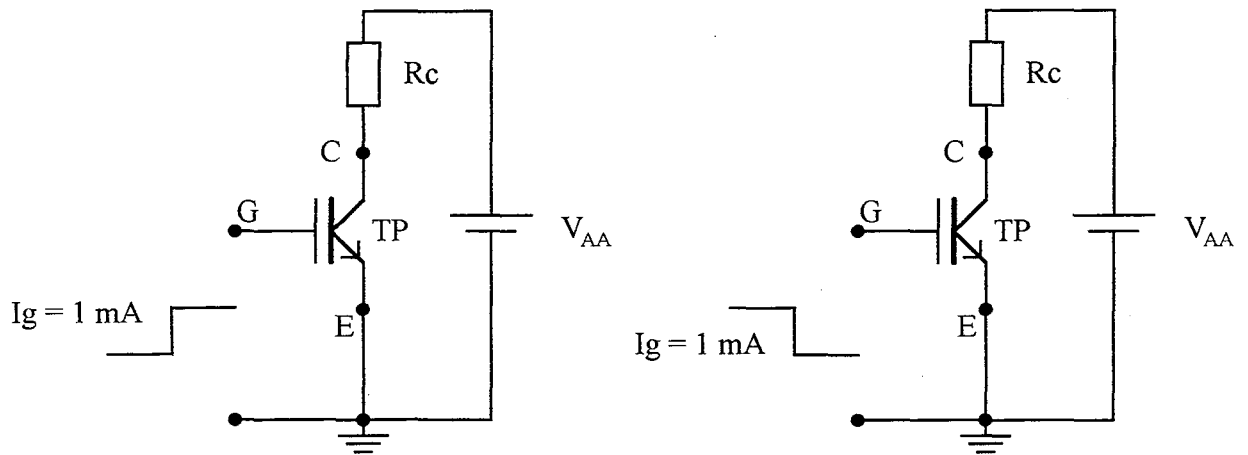 Rc
C
G
TP
V_AA
Ig = 1 mA
E
Rc
C
G
TP
V_AA
Ig = 1 mA
E